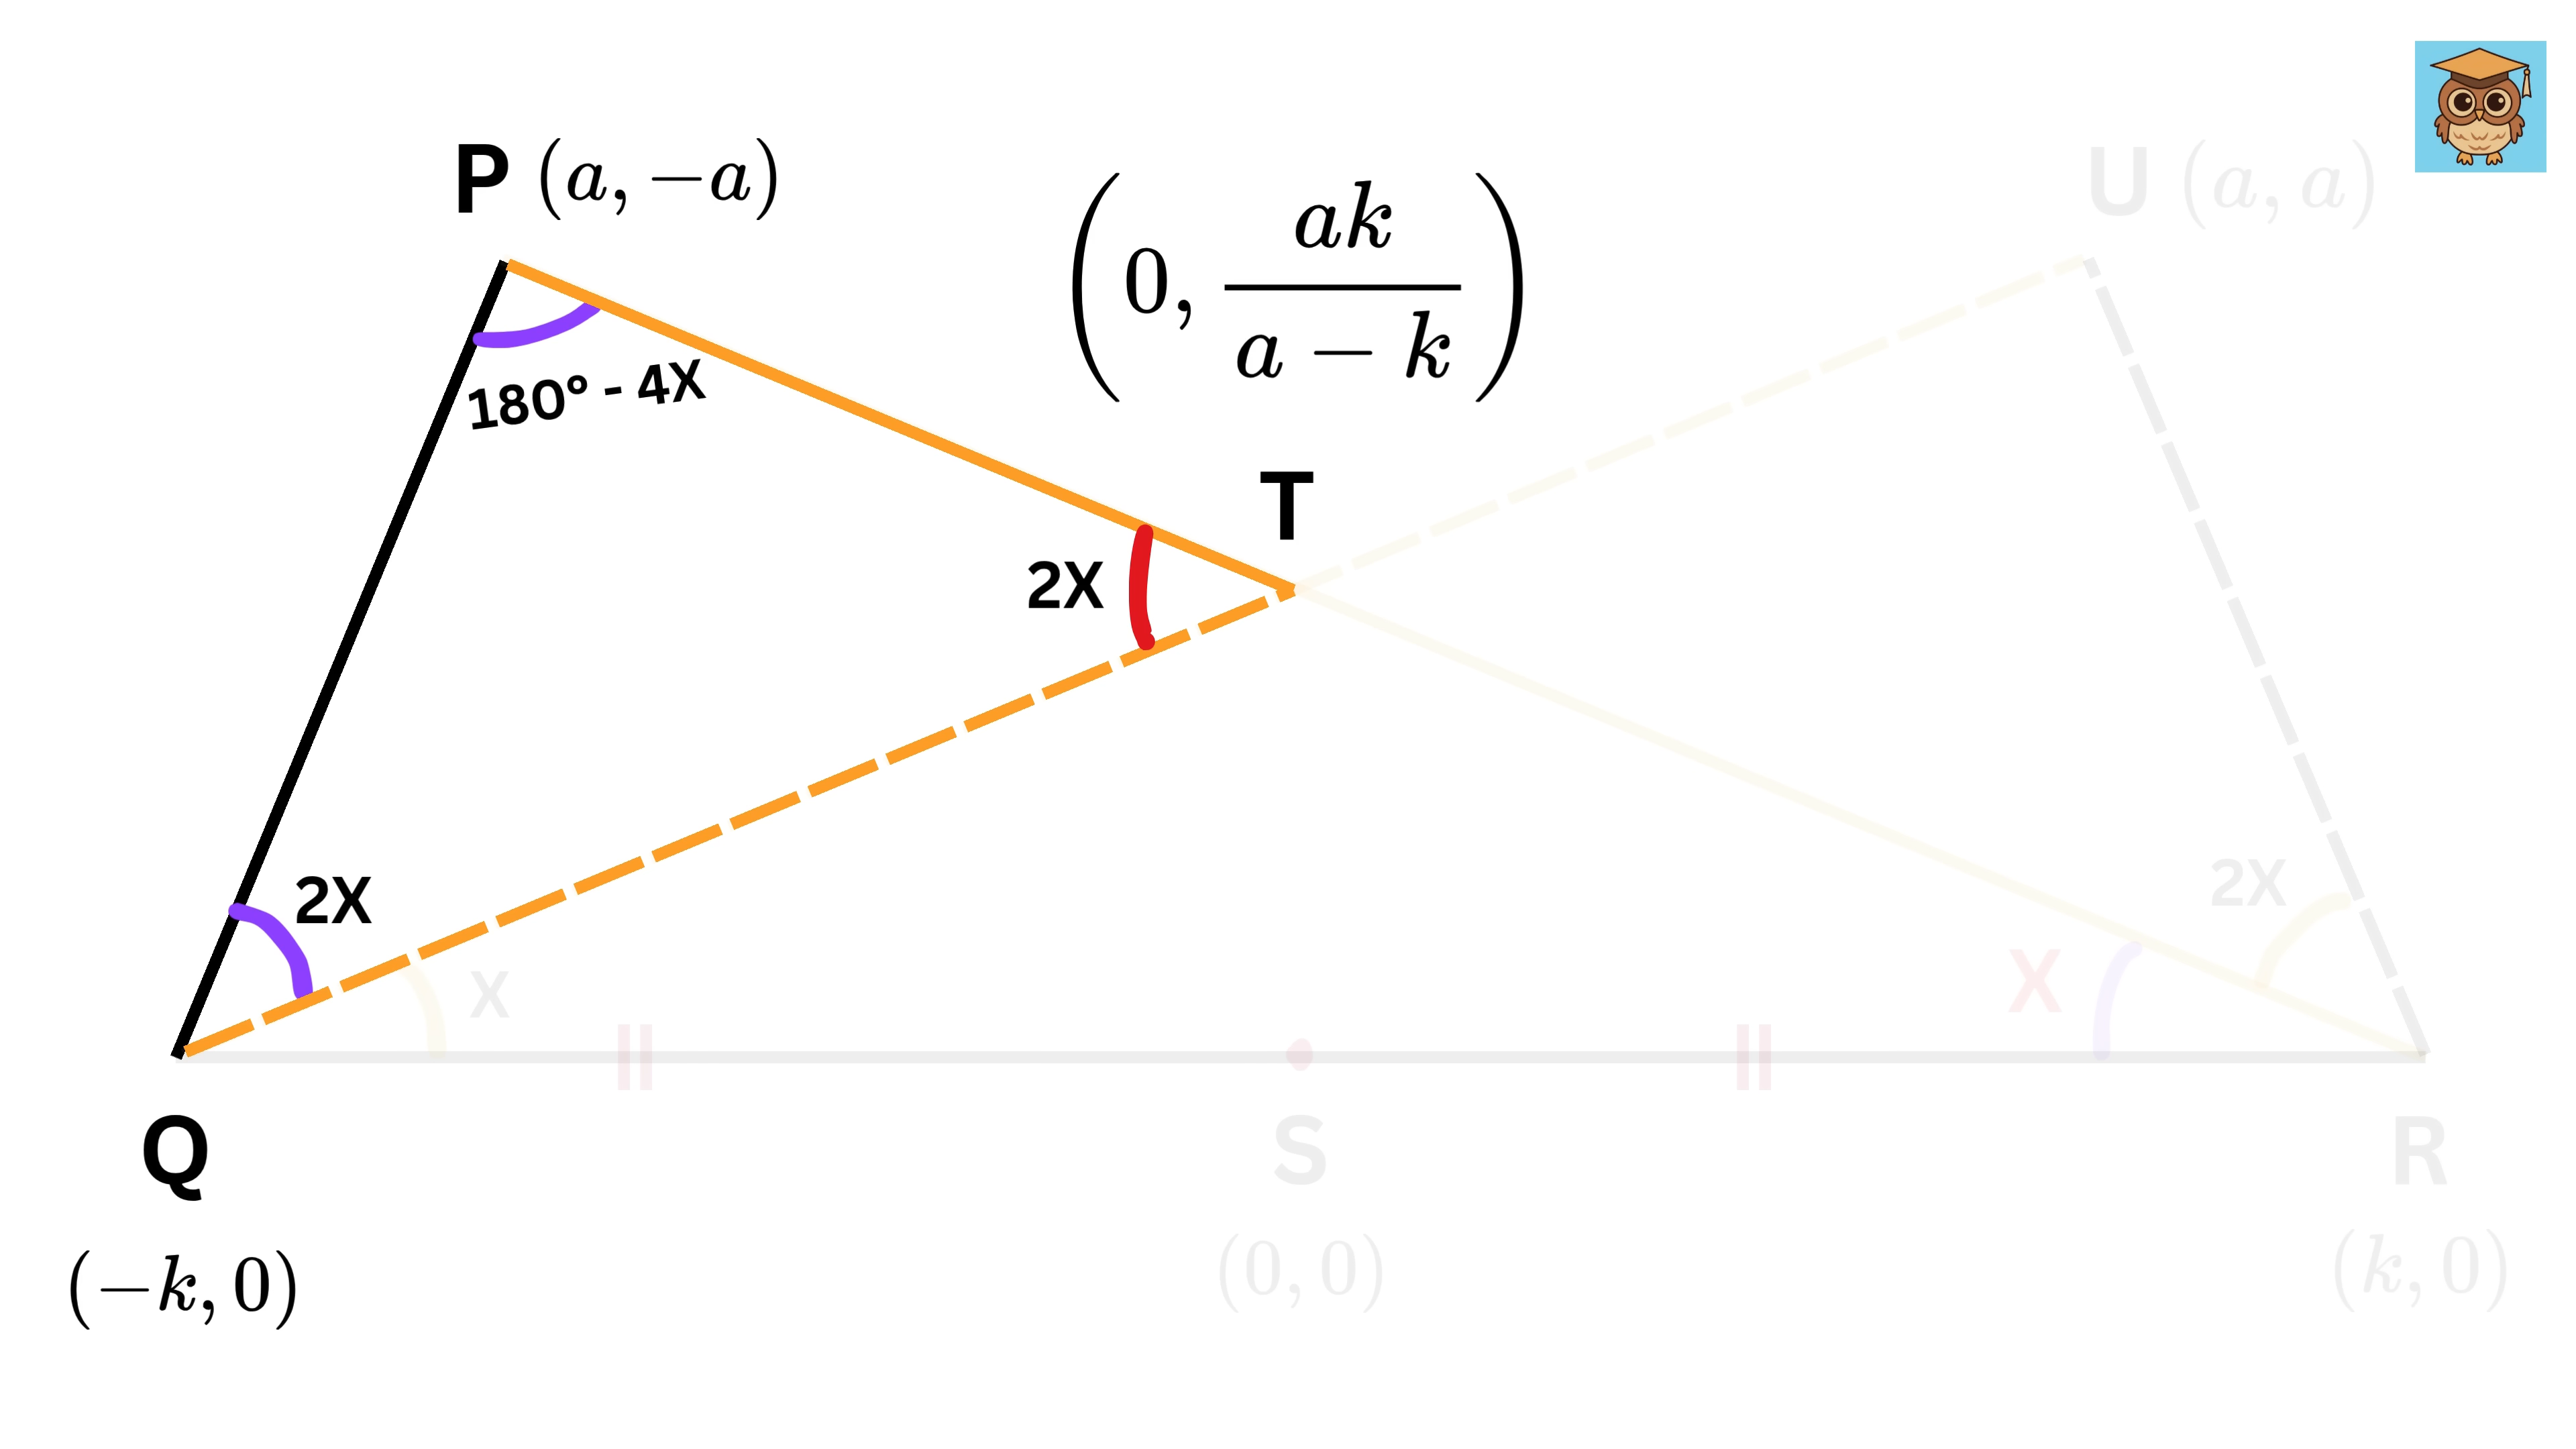 P (a, −a)
U (a, a)
(0, ak/(a − k))
180° - 4X
T
2X
2X
2X
X
X
Q
S
R
(−k, 0)
(0, 0)
(k, 0)